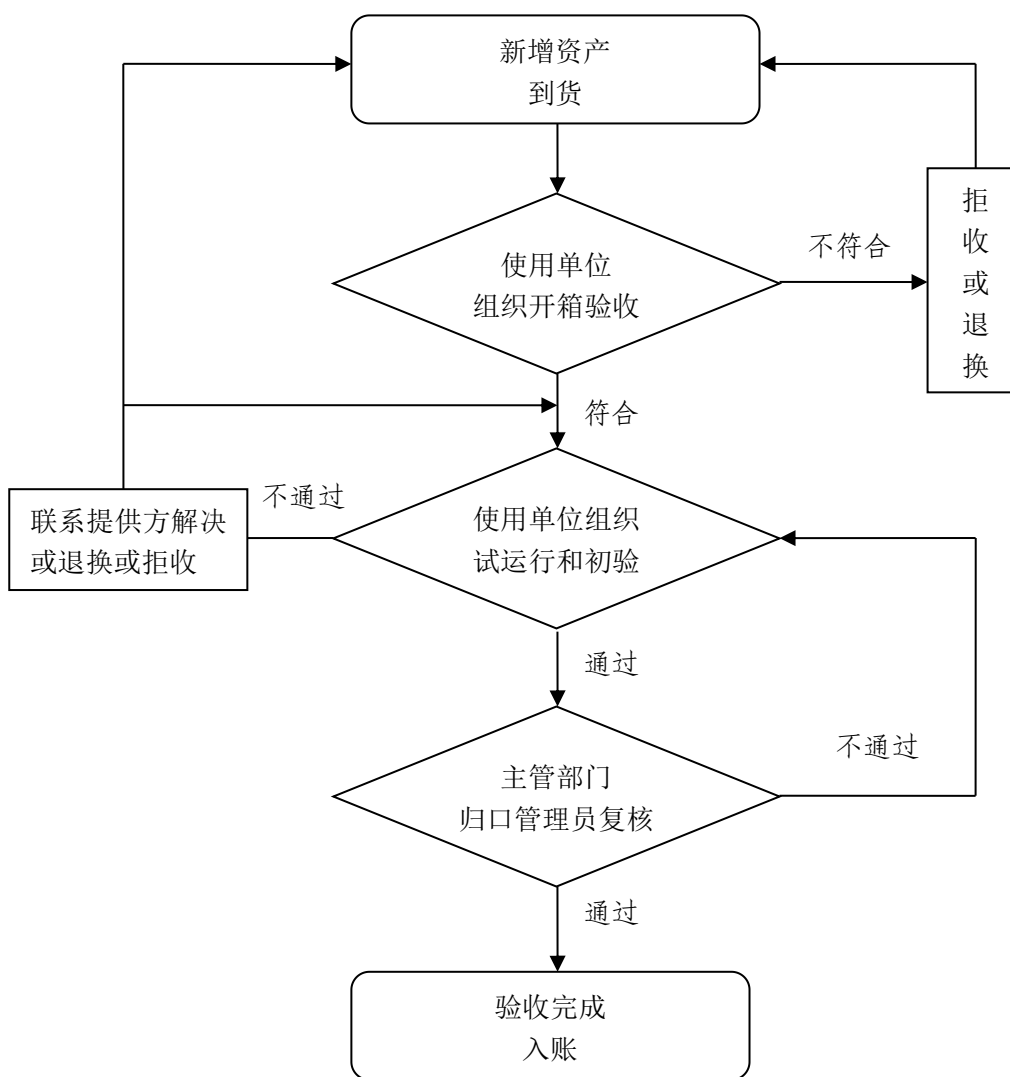 新增资产
到货
使用单位
组织开箱验收
不符合
拒
收
或
退
换
符合
不通过
联系提供方解决
或退换或拒收
使用单位组织
试运行和初验
通过
不通过
主管部门
归口管理员复核
通过
验收完成
入账